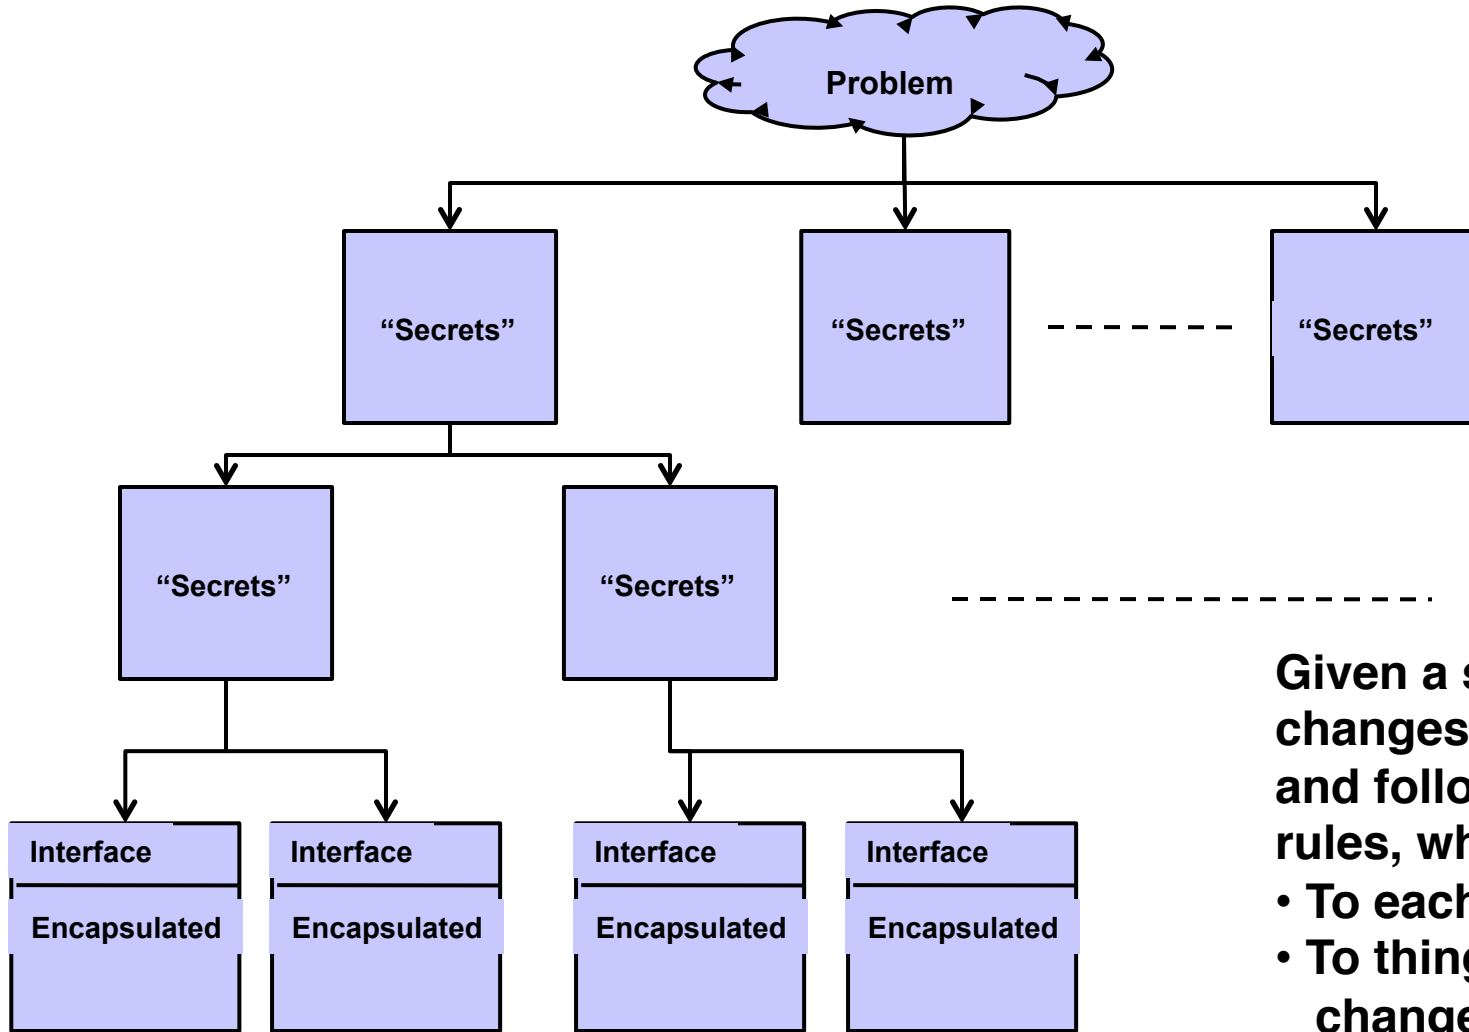 Problem
“Secrets” “Secrets” “Secrets”
“Secrets” “Secrets”
Given a
changes
and
rules,
• To
•  To
Interface Interface Interface Interface
Encapsulated Encapsulated Encapsulated Encapsulated